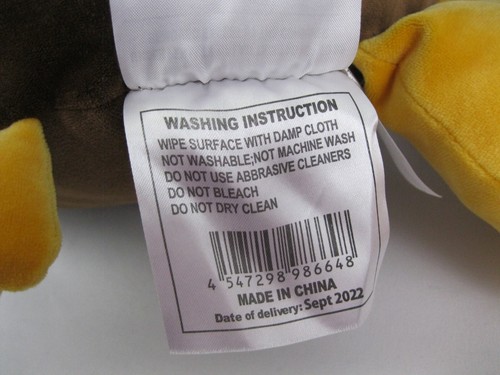 WASHING INSTRUCTION
WIPE SURFACE WITH DAMP CLOTH
NOT WASHABLE;NOT MACHINE WASH
DO NOT USE ABBRASIVE CLEANERS
DO NOT BLEACH
DO NOT DRY CLEAN
4 547298 986648
MADE IN CHINA
Date of delivery: Sept 2022